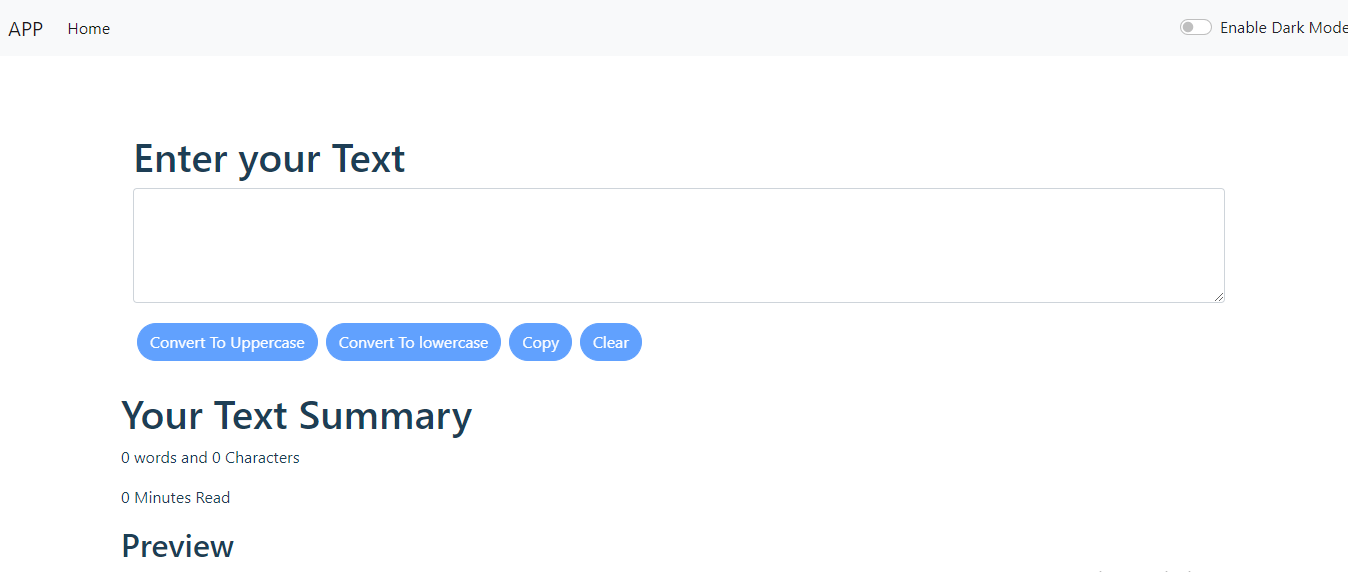 APP Home Enable Dark Mode
Enter your Text
Convert To Uppercase Convert To lowercase Copy Clear
Your Text Summary
0 words and 0 Characters
0 Minutes Read
Preview